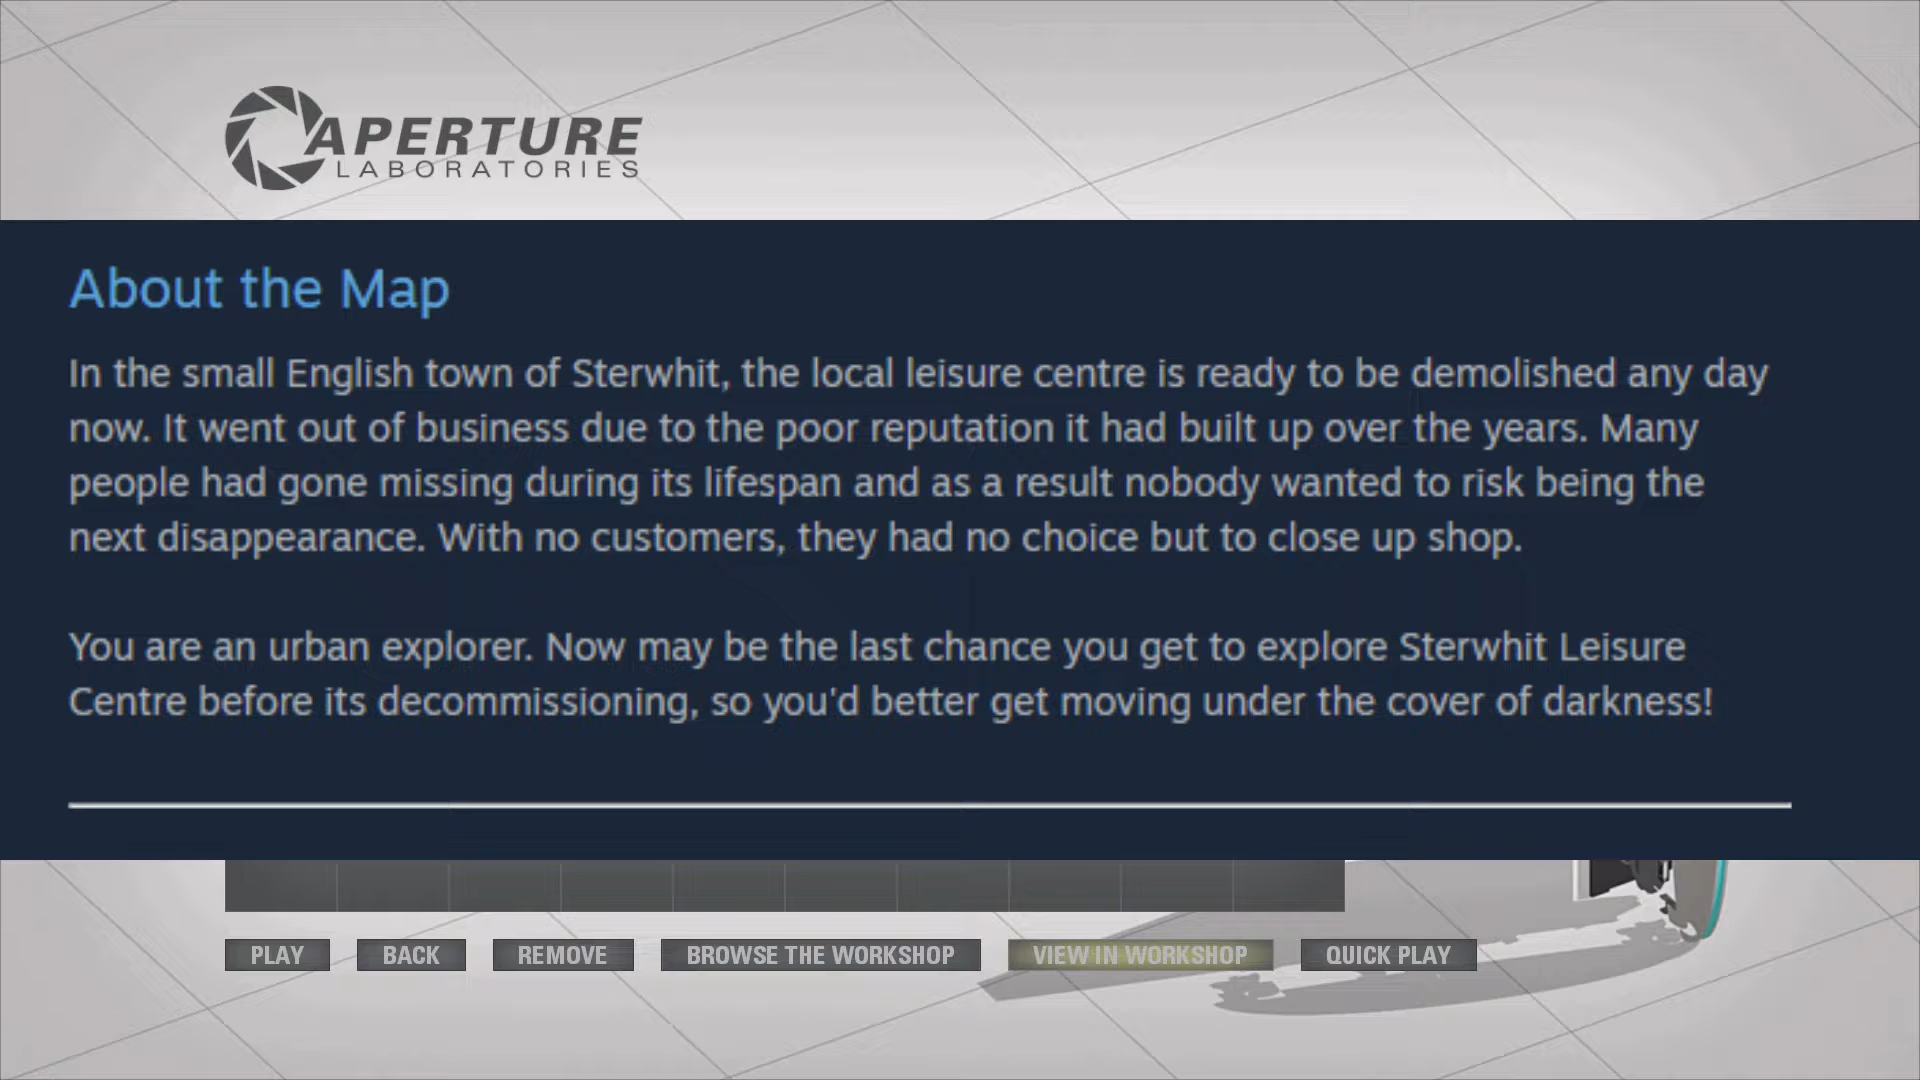 APERTURE
LABORATORIES
About the Map
In the small English town of Sterwhit, the local leisure centre is ready to be demolished any day
now. It went out of business due to the poor reputation it had built up over the years. Many
people had gone missing during its lifespan and as a result nobody wanted to risk being the
next disappearance. With no customers, they had no choice but to close up shop.
You are an urban explorer. Now may be the last chance you get to explore Sterwhit Leisure
Centre before its decommissioning, so you'd better get moving under the cover of darkness!
PLAY BACK REMOVE BROWSE THE WORKSHOP VIEW IN WORKSHOP QUICK PLAY